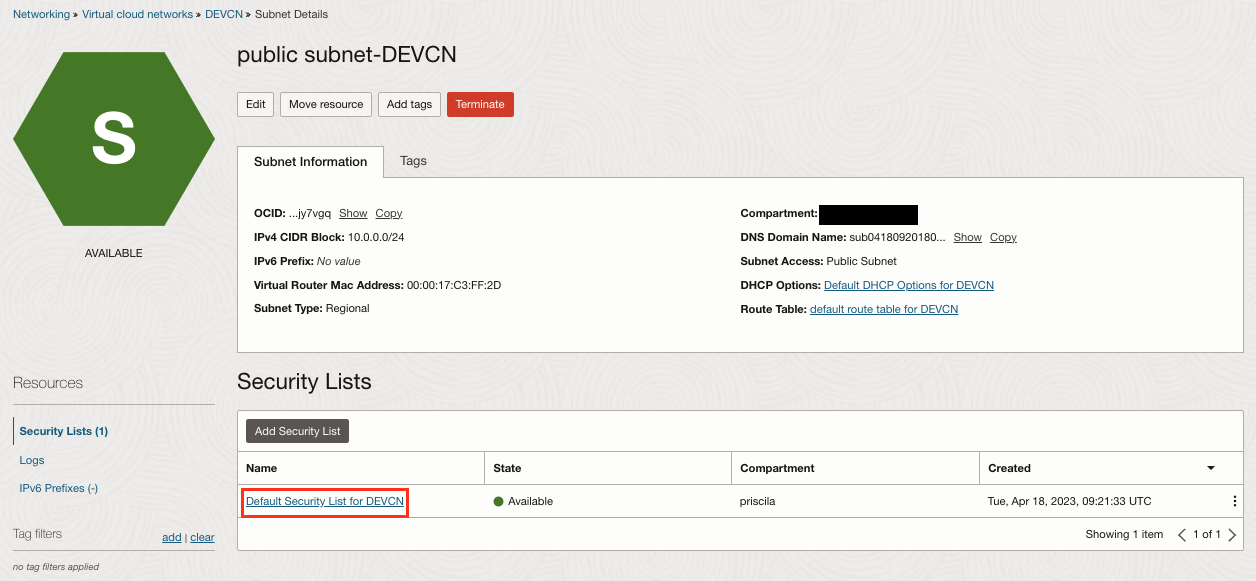 Networking » Virtual cloud networks » DEVCN » Subnet Details
S
AVAILABLE
public subnet-DEVCN
Edit Move resource Add tags Terminate
Subnet Information Tags
OCID: ...jy7vgq Show Copy
IPv4 CIDR Block: 10.0.0.0/24
IPv6 Prefix: No value
Virtual Router Mac Address: 00:00:17:C3:FF:2D
Subnet Type: Regional
Compartment:
DNS Domain Name: sub04180920180... Show Copy
Subnet Access: Public Subnet
DHCP Options: Default DHCP Options for DEVCN
Route Table: default route table for DEVCN
Resources
Security Lists (1)
Logs
IPv6 Prefixes (-)
Tag filters add | clear
no tag filters applied
Security Lists
Add Security List
Name State Compartment Created
Default Security List for DEVCN Available priscila Tue, Apr 18, 2023, 09:21:33 UTC
Showing 1 item < 1 of 1 >